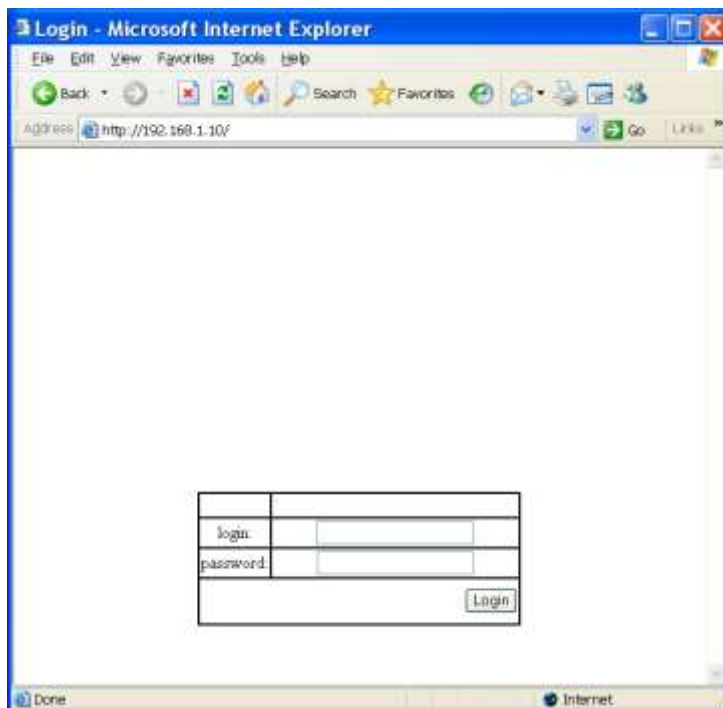 Login - Microsoft Internet Explorer
File Edit View Favorites Tools Help
Back Search Favorites
Address http://192.168.1.10/ Go Links »
login:
password:
Login
Done Internet